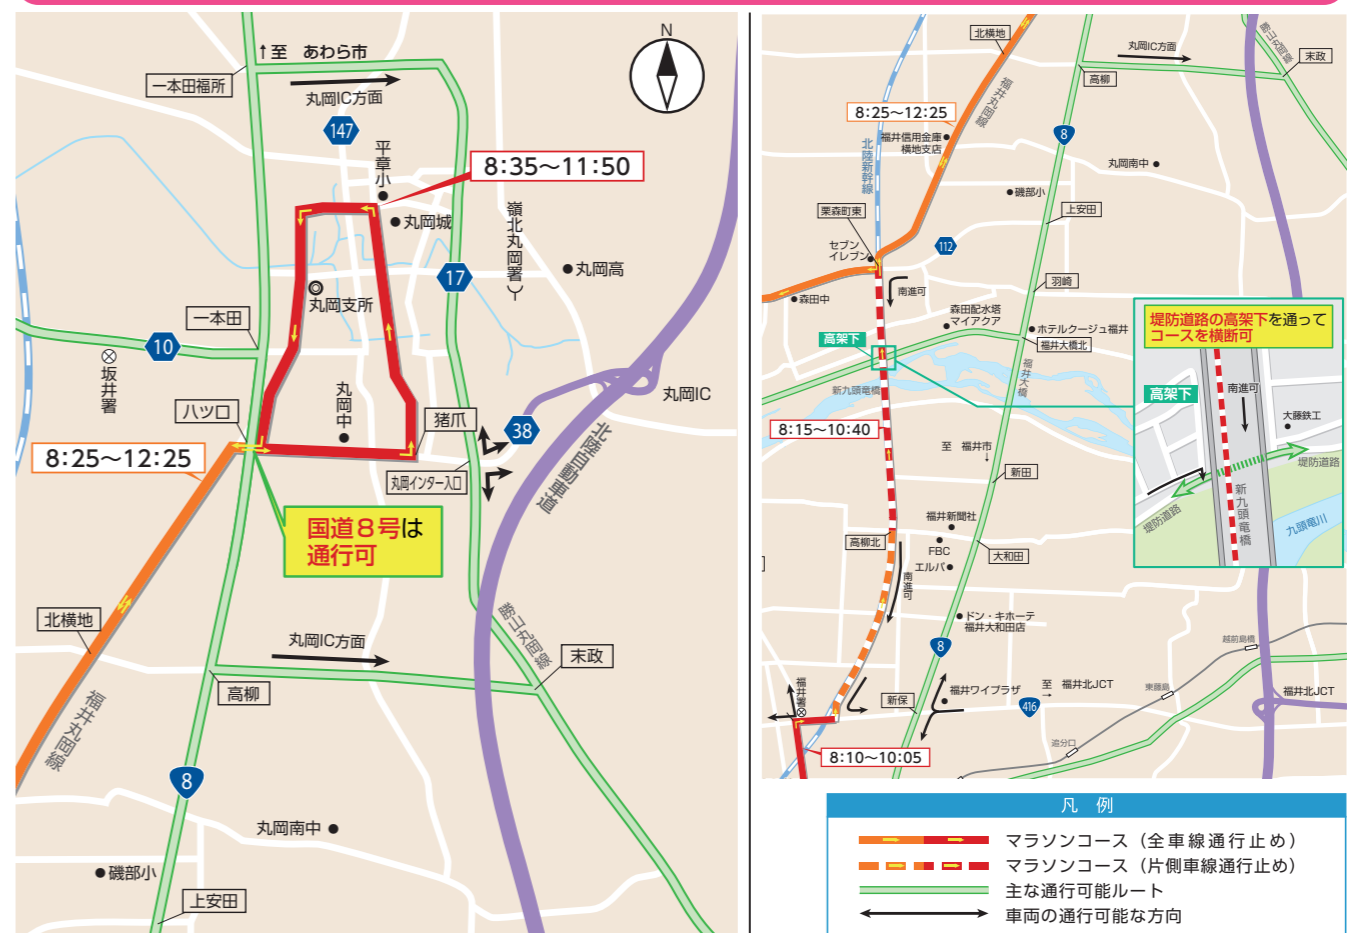 ↑至 あわら市
一本田福所
丸岡IC方面
147
平章小
8:35〜11:50
丸岡城
嶺北丸岡署
丸岡高
17
丸岡支所
一本田
10
坂井署
丸岡中
丸岡IC
八ツ口
猪爪
38
8:25〜12:25
丸岡インター入口
北陸自動車道
国道8号は
通行可
北横地
丸岡IC方面
勝山丸岡線
末政
高柳
福井丸岡線
8
丸岡南中
磯部小
上安田
N
北横地
丸岡IC方面
勝山丸岡線
末政
高柳
福井丸岡線
8:25〜12:25
福井信用金庫
横地支店
8
北陸新幹線
丸岡南中
磯部小
栗森町東
上安田
セブン
イレブン
112
南進可
羽崎
森田中
森田配水塔
マイアクア
ホテルクージュ福井
福井大橋北
高架下
福井大橋
新九頭竜橋
堤防道路の高架下を通って
コースを横断可
高架下
南進可
大藤鉄工
堤防道路
堤防道路
新九頭竜橋
九頭竜川
8:15〜10:40
至 福井市
↓
新田
福井新聞社
高柳北
FBC
大和田
エルパ
南進可
ドン・キホーテ
福井大和田店
8
越前島橋
福井署
新保
福井ワイプラザ
至 福井北JCT
→
東藤島
416
福井北JCT
追分口
8:10〜10:05
凡 例
マラソンコース（全車線通行止め）
マラソンコース（片側車線通行止め）
主な通行可能ルート
車両の通行可能な方向